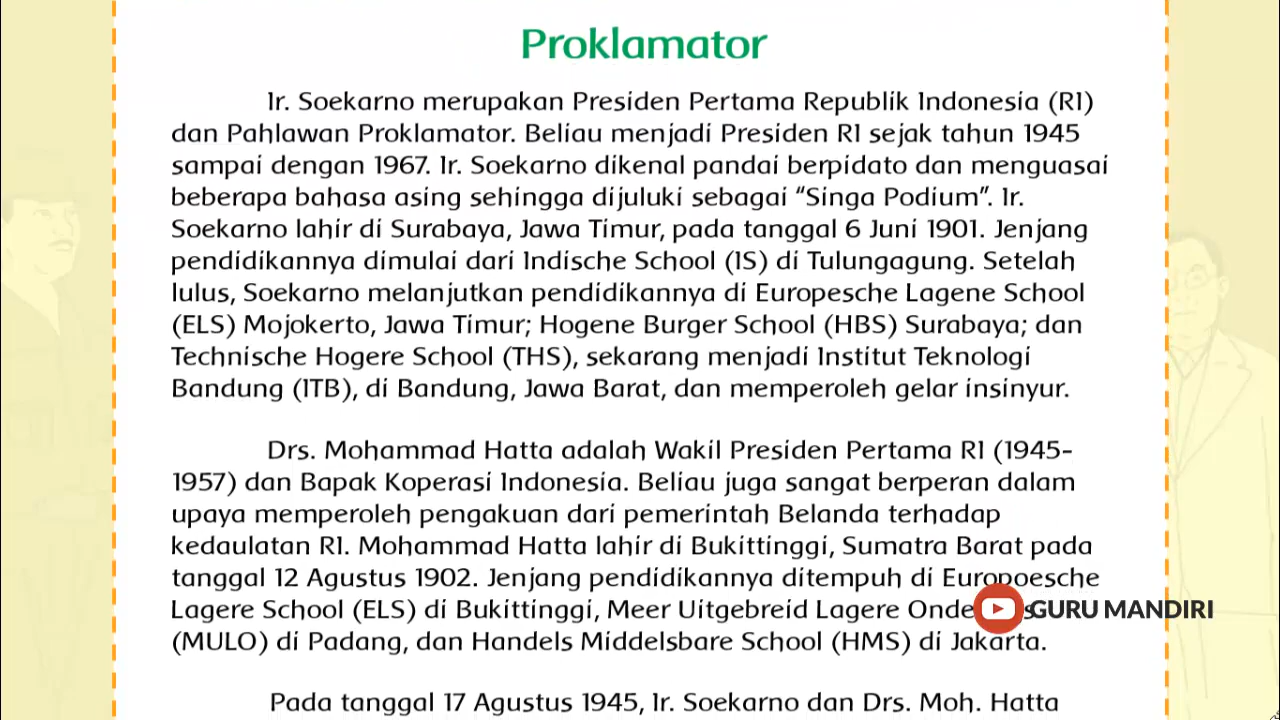 Proklamator
Ir. Soekarno merupakan Presiden Pertama Republik Indonesia (RI)
dan Pahlawan Proklamator. Beliau menjadi Presiden RI sejak tahun 1945
sampai dengan 1967. Ir. Soekarno dikenal pandai berpidato dan menguasai
beberapa bahasa asing sehingga dijuluki sebagai “Singa Podium”. Ir.
Soekarno lahir di Surabaya, Jawa Timur, pada tanggal 6 Juni 1901. Jenjang
pendidikannya dimulai dari Indische School (IS) di Tulungagung. Setelah
lulus, Soekarno melanjutkan pendidikannya di Europesche Lagene School
(ELS) Mojokerto, Jawa Timur; Hogene Burger School (HBS) Surabaya; dan
Technische Hogere School (THS), sekarang menjadi Institut Teknologi
Bandung (ITB), di Bandung, Jawa Barat, dan memperoleh gelar insinyur.
Drs. Mohammad Hatta adalah Wakil Presiden Pertama RI (1945-
1957) dan Bapak Koperasi Indonesia. Beliau juga sangat berperan dalam
upaya memperoleh pengakuan dari pemerintah Belanda terhadap
kedaulatan RI. Mohammad Hatta lahir di Bukittinggi, Sumatra Barat pada
tanggal 12 Agustus 1902. Jenjang pendidikannya ditempuh di Europoesche
Lagere School (ELS) di Bukittinggi, Meer Uitgebreid Lagere
GURU MANDIRI
(MULO) di Padang, dan Handels Middelsbare School (HMS) di Jakarta.
Pada tanggal 17 Agustus 1945, Ir. Soekarno dan Drs. Moh. Hatta